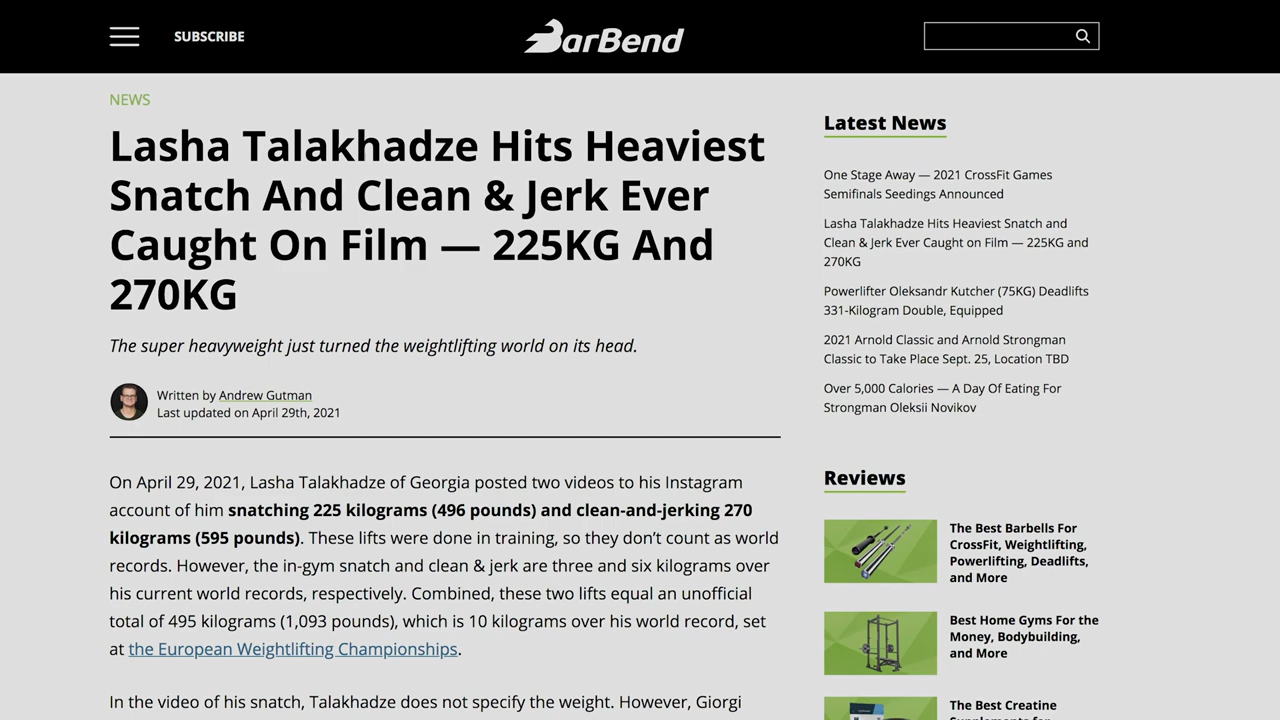 SUBSCRIBE
BarBend
NEWS
Lasha Talakhadze Hits Heaviest
Snatch And Clean & Jerk Ever
Caught On Film — 225KG And
270KG
The super heavyweight just turned the weightlifting world on its head.
Written by Andrew Gutman
Last updated on April 29th, 2021
On April 29, 2021, Lasha Talakhadze of Georgia posted two videos to his Instagram
account of him snatching 225 kilograms (496 pounds) and clean-and-jerking 270
kilograms (595 pounds). These lifts were done in training, so they don’t count as world
records. However, the in-gym snatch and clean & jerk are three and six kilograms over
his current world records, respectively. Combined, these two lifts equal an unofficial
total of 495 kilograms (1,093 pounds), which is 10 kilograms over his world record, set
at the European Weightlifting Championships.
In the video of his snatch, Talakhadze does not specify the weight. However, Giorgi
Latest News
One Stage Away — 2021 CrossFit Games
Semifinals Seedings Announced
Lasha Talakhadze Hits Heaviest Snatch and
Clean & Jerk Ever Caught on Film — 225KG and
270KG
Powerlifter Oleksandr Kutcher (75KG) Deadlifts
331-Kilogram Double, Equipped
2021 Arnold Classic and Arnold Strongman
Classic to Take Place Sept. 25, Location TBD
Over 5,000 Calories — A Day Of Eating For
Strongman Oleksii Novikov
Reviews
The Best Barbells For
CrossFit, Weightlifting,
Powerlifting, Deadlifts,
and More
Best Home Gyms For the
Money, Bodybuilding,
and More
The Best Creatine
Supplements for